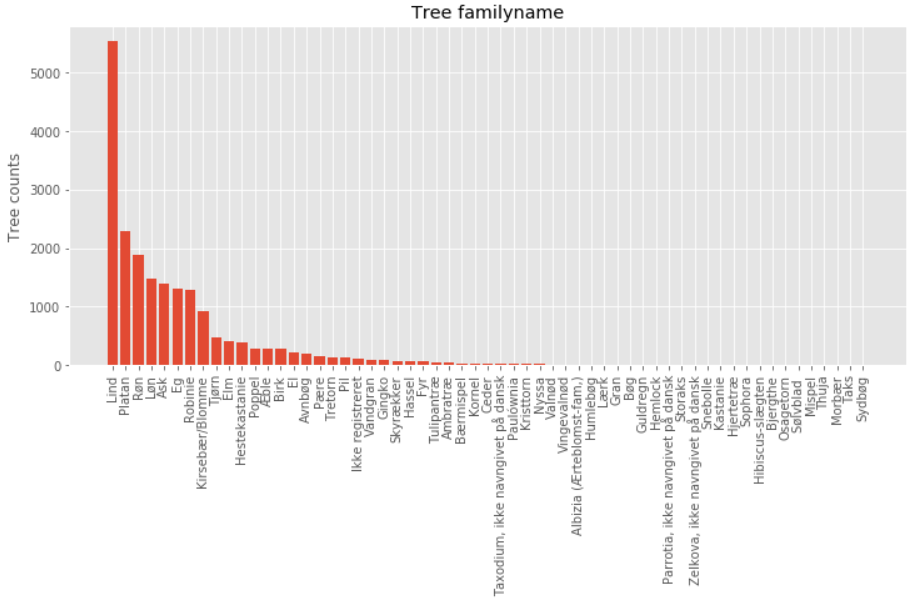 Tree familyname
Tree counts
5000
4000
3000
2000
1000
0
Lind
Platan
Røn
Løn
Ask
Eg
Robinie
Kirsebær/Blomme
Tjørn
Elm
Hestekastanie
Poppel
Æble
Birk
El
Avnbøg
Pære
Tretorn
Pil
Ikke registreret
Vandgran
Gingko
Skyrækker
Hassel
Fyr
Tulipantræ
Ambratræ
Bærmispel
Kornel
Ceder
Taxodium, ikke navngivet på dansk
Paulownia
Kristtorn
Nyssa
Valnød
Vingevalnød
Albizia (Ærteblomst-fam.)
Humlebøg
Lærk
Gran
Bøg
Guldregn
Hemlock
Parrotia, ikke navngivet på dansk
Storaks
Zelkova, ikke navngivet på dansk
Snebolle
Kastanie
Hjertetræ
Sophora
Hibiscus-slægten
Bjergthe
Osagetorn
Sølvblad
Mispel
Thuja
Morbær
Taks
Sydbøg